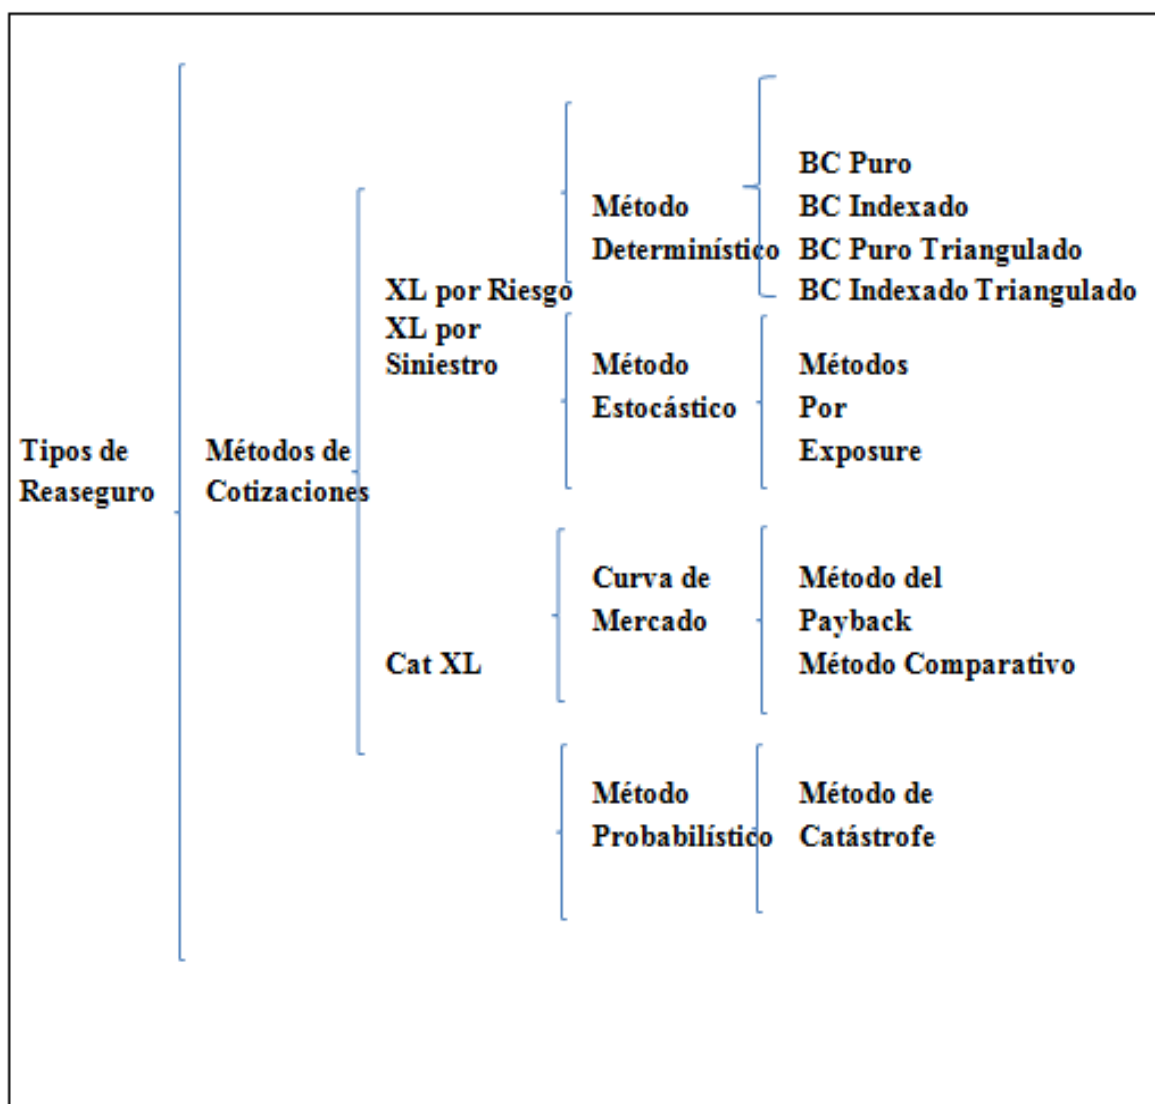 Tipos de
Reaseguro
Métodos de
Cotizaciones
XL por Riesgo
XL por
Siniestro
Cat XL
Método
Determinístico
Método
Estocástico
Curva de
Mercado
Método
Probabilístico
BC Puro
BC Indexado
BC Puro Triangulado
BC Indexado Triangulado
Métodos
Por
Exposure
Método del
Payback
Método Comparativo
Método de
Catástrofe